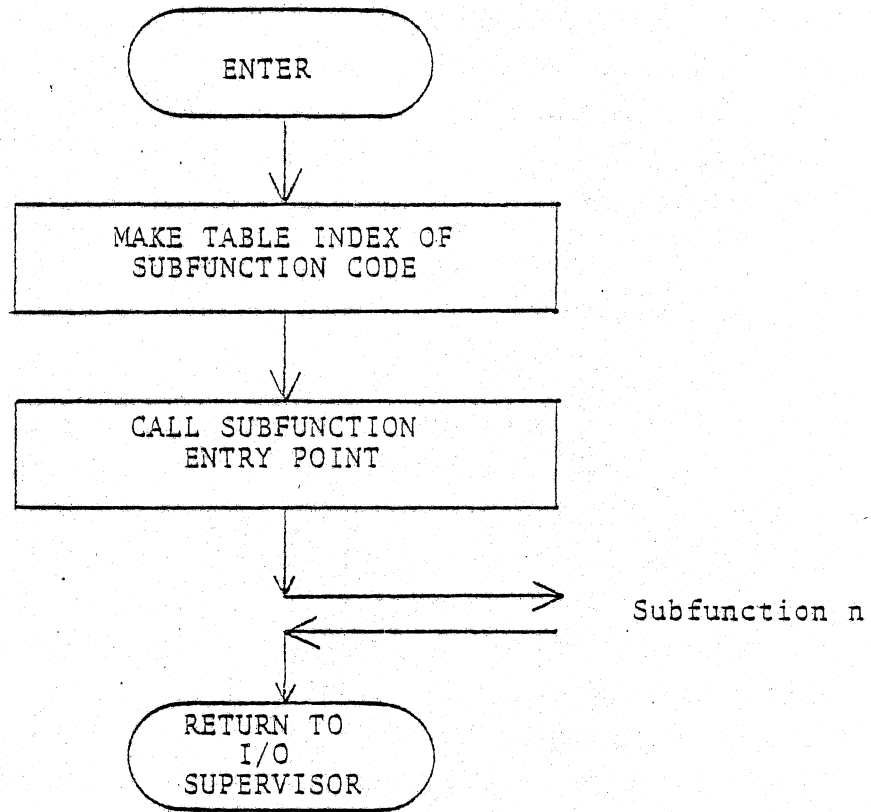 ENTER
MAKE TABLE INDEX OF
SUBFUNCTION CODE
CALL SUBFUNCTION
ENTRY POINT
Subfunction n
RETURN TO
I/O
SUPERVISOR